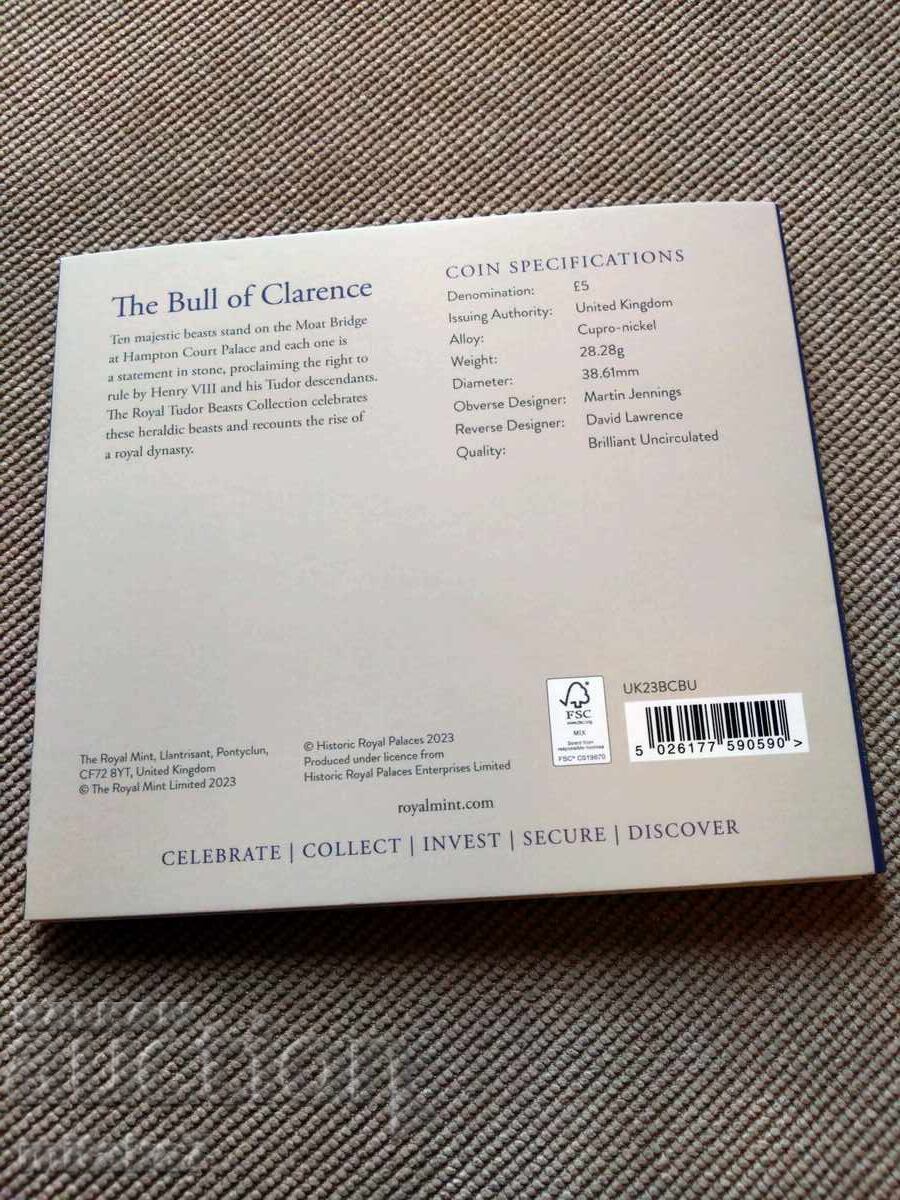 The Bull of Clarence
Ten majestic beasts stand on the Moat Bridge
at Hampton Court Palace and each one is
a statement in stone, proclaiming the right to
rule by Henry VIII and his Tudor descendants.
The Royal Tudor Beasts Collection celebrates
these heraldic beasts and recounts the rise of
a royal dynasty.
COIN SPECIFICATIONS
Denomination: £5
Issuing Authority: United Kingdom
Alloy: Cupro-nickel
Weight: 28.28g
Diameter: 38.61mm
Obverse Designer: Martin Jennings
Reverse Designer: David Lawrence
Quality: Brilliant Uncirculated
The Royal Mint, Llantrisant, Pontyclun,
CF72 8YT, United Kingdom
© The Royal Mint Limited 2023
© Historic Royal Palaces 2023
Produced under licence from
Historic Royal Palaces Enterprises Limited
FSC
MIX
FSC® C019870
UK23BCBU
5 026177 590590 >
royalmint.com
CELEBRATE | COLLECT | INVEST | SECURE | DISCOVER